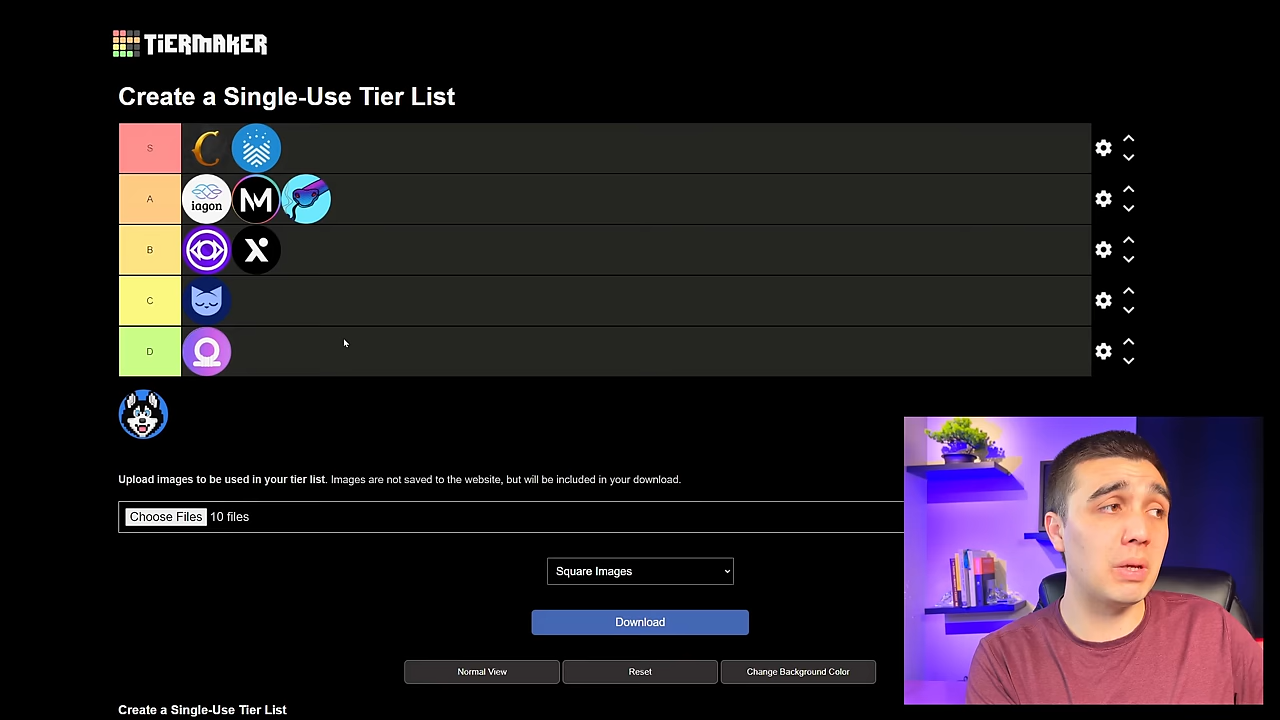 TiERMAKER
Create a Single-Use Tier List
S
A
iagon
M
B
X
C
D
Upload images to be used in your tier list. Images are not saved to the website, but will be included in your download.
Choose Files 10 files
Square Images
Download
Normal View Reset Change Background Color
Create a Single-Use Tier List